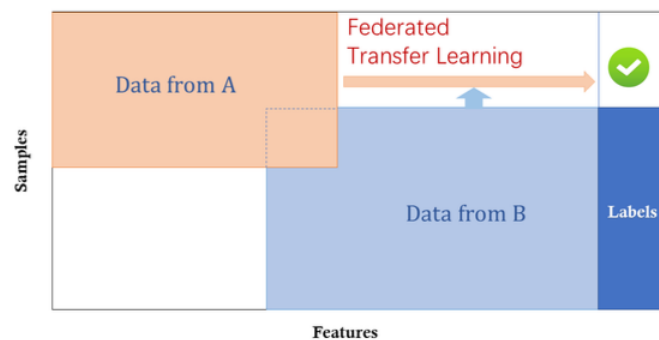 Federated
Transfer Learning
Data from A
Samples
Data from B
Labels
Features